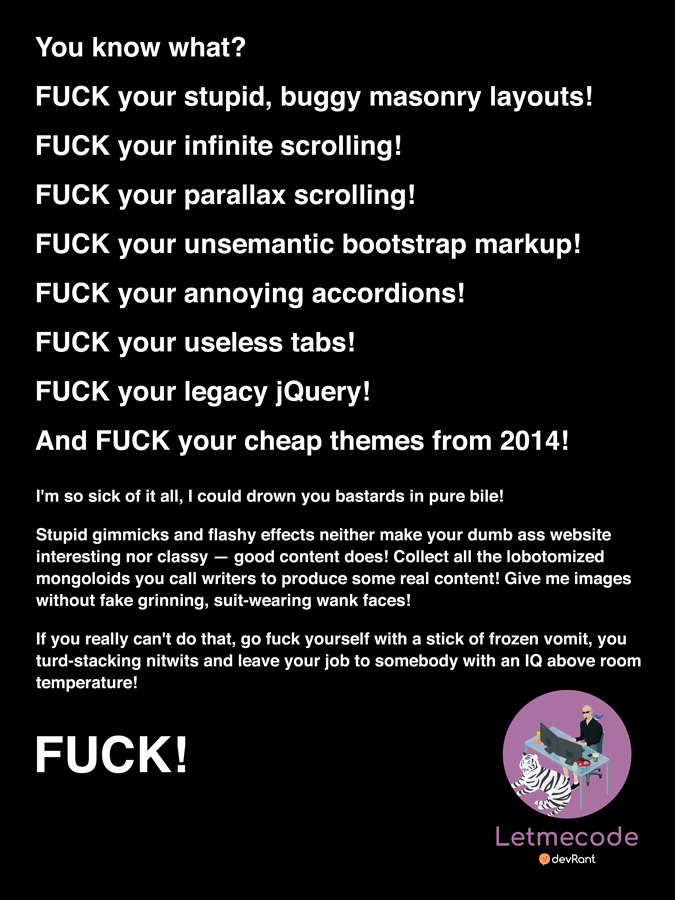 You know what?
FUCK your stupid, buggy masonry layouts!
FUCK your infinite scrolling!
FUCK your parallax scrolling!
FUCK your unsemantic bootstrap markup!
FUCK your annoying accordions!
FUCK your useless tabs!
FUCK your legacy jQuery!
And FUCK your cheap themes from 2014!
I'm so sick of it all, I could drown you bastards in pure bile!
Stupid gimmicks and flashy effects neither make your dumb ass website
interesting nor classy — good content does! Collect all the lobotomized
mongoloids you call writers to produce some real content! Give me images
without fake grinning, suit-wearing wank faces!
If you really can't do that, go fuck yourself with a stick of frozen vomit, you
turd-stacking nitwits and leave your job to somebody with an IQ above room
temperature!
FUCK!
Letmecode
devRant